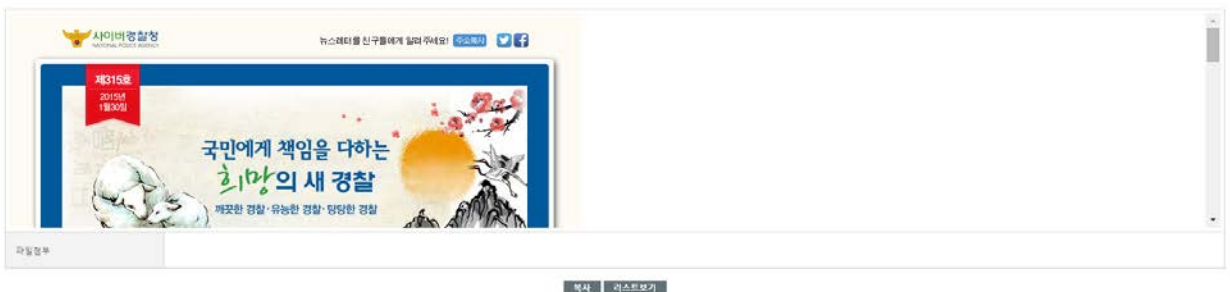 사이버경찰청
NATIONAL POLICE AGENCY
뉴스레터를 친구들에게 알려주세요! 주소복사
제315호
2015년
1월30일
국민에게 책임을 다하는
희망의 새 경찰
깨끗한 경찰·유능한 경찰·당당한 경찰
파일첨부
복사 리스트보기